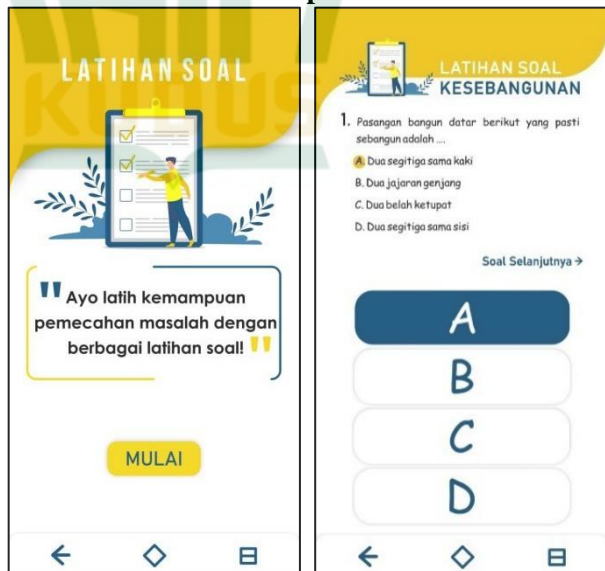 LATIHAN SOAL
KUDUS
Ayo latih kemampuan
pemecahan masalah dengan
berbagai latihan soal!
MULAI
LATIHAN SOAL
KESEBANGUNAN
1. Pasangan bangun datar berikut yang pasti
sebangun adalah ....
A. Dua segitiga sama kaki
B. Dua jajaran genjang
C. Dua belah ketupat
D. Dua segitiga sama sisi
Soal Selanjutnya →
A
B
C
D